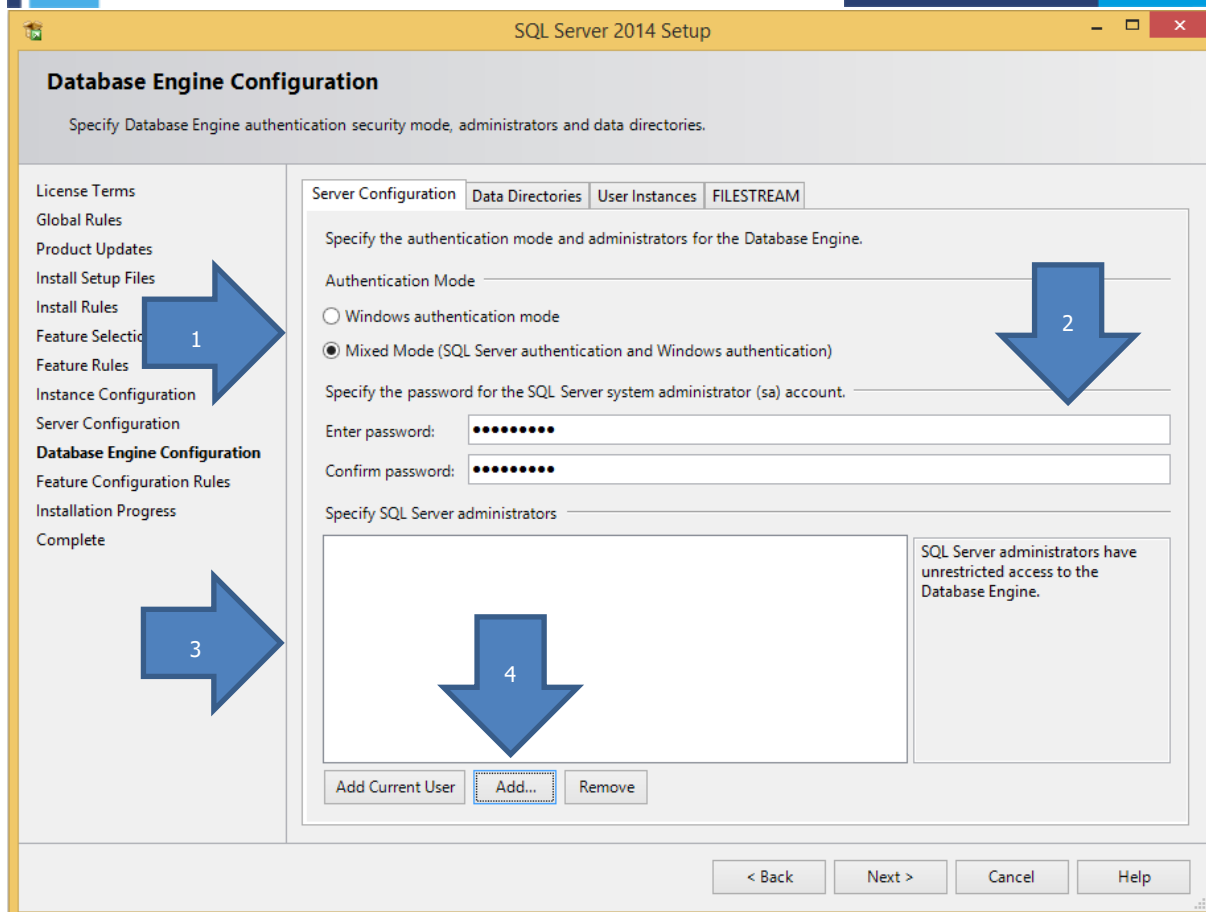 SQL Server 2014 Setup
Database Engine Configuration
Specify Database Engine authentication security mode, administrators and data directories.
License Terms
Global Rules
Product Updates
Install Setup Files
Install Rules
Feature Selectio
Feature Rules
Instance Configuration
Server Configuration
Database Engine Configuration
Feature Configuration Rules
Installation Progress
Complete
1
3
Server Configuration Data Directories User Instances FILESTREAM
Specify the authentication mode and administrators for the Database Engine.
Authentication Mode
Windows authentication mode
2
Mixed Mode (SQL Server authentication and Windows authentication)
Specify the password for the SQL Server system administrator (sa) account.
Enter password: •••••••••
Confirm password: •••••••••
Specify SQL Server administrators
SQL Server administrators have
unrestricted access to the
Database Engine.
4
Add Current User Add... Remove
< Back Next > Cancel Help